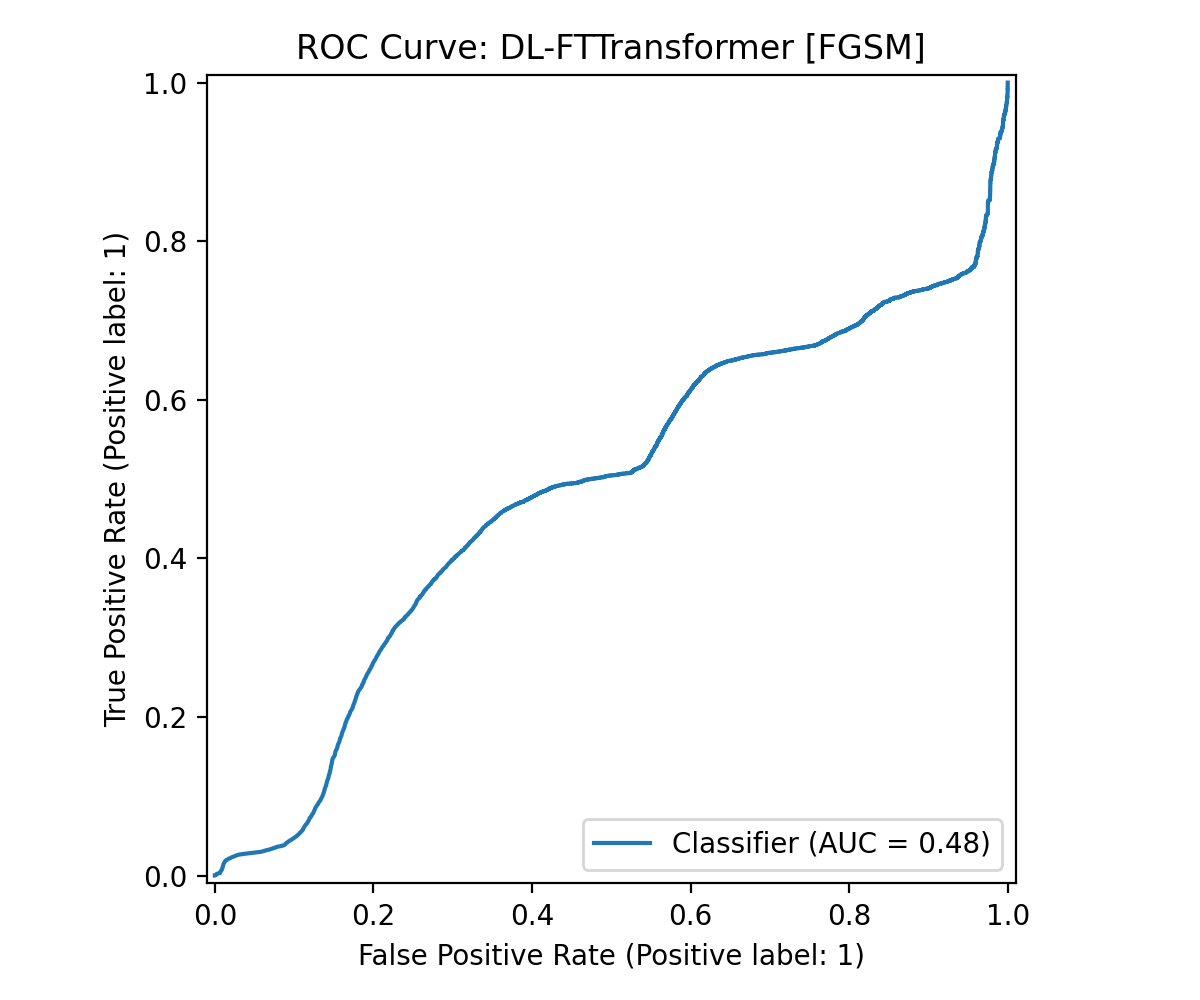 ROC Curve: DL-FTTransformer [FGSM]
1.0
0.8
0.6
0.4
0.2
0.0
True Positive Rate (Positive label: 1)
Classifier (AUC = 0.48)
0.0 0.2 0.4 0.6 0.8 1.0
False Positive Rate (Positive label: 1)